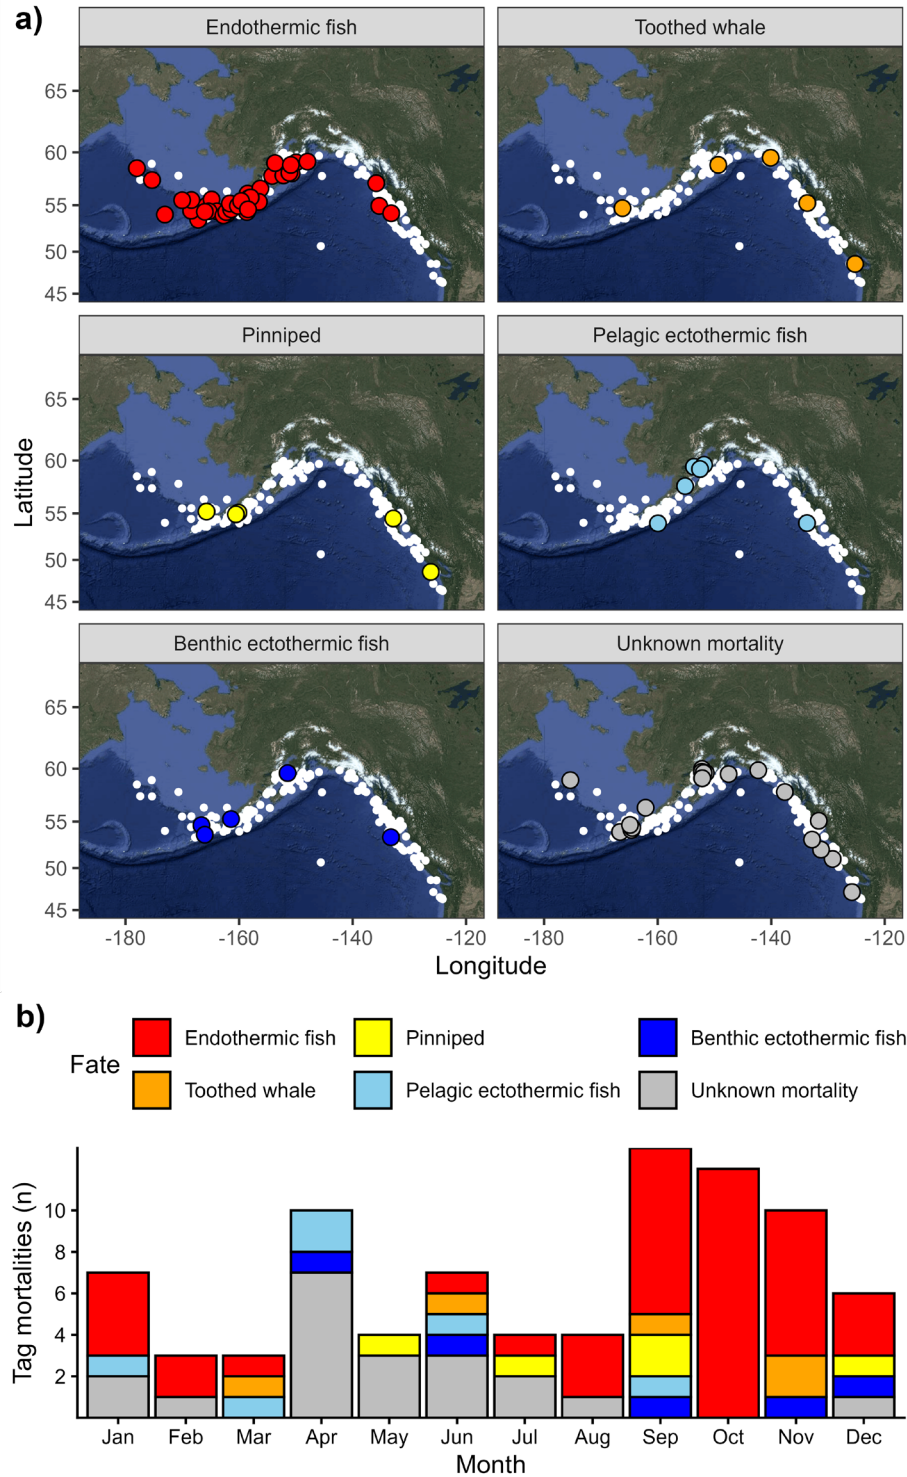 a)
Endothermic fish
Toothed whale
65
60
55
50
45
Pinniped
Pelagic ectothermic fish
65
60
55
50
45
Latitude
Benthic ectothermic fish
Unknown mortality
65
60
55
50
45
-180 -160 -140 -120 -180 -160 -140 -120
Longitude
b)
Fate
Endothermic fish Pinniped Benthic ectothermic fish
Toothed whale Pelagic ectothermic fish Unknown mortality
Tag mortalities (n)
10
8
6
4
2
Jan Feb Mar Apr May Jun Jul Aug Sep Oct Nov Dec
Month